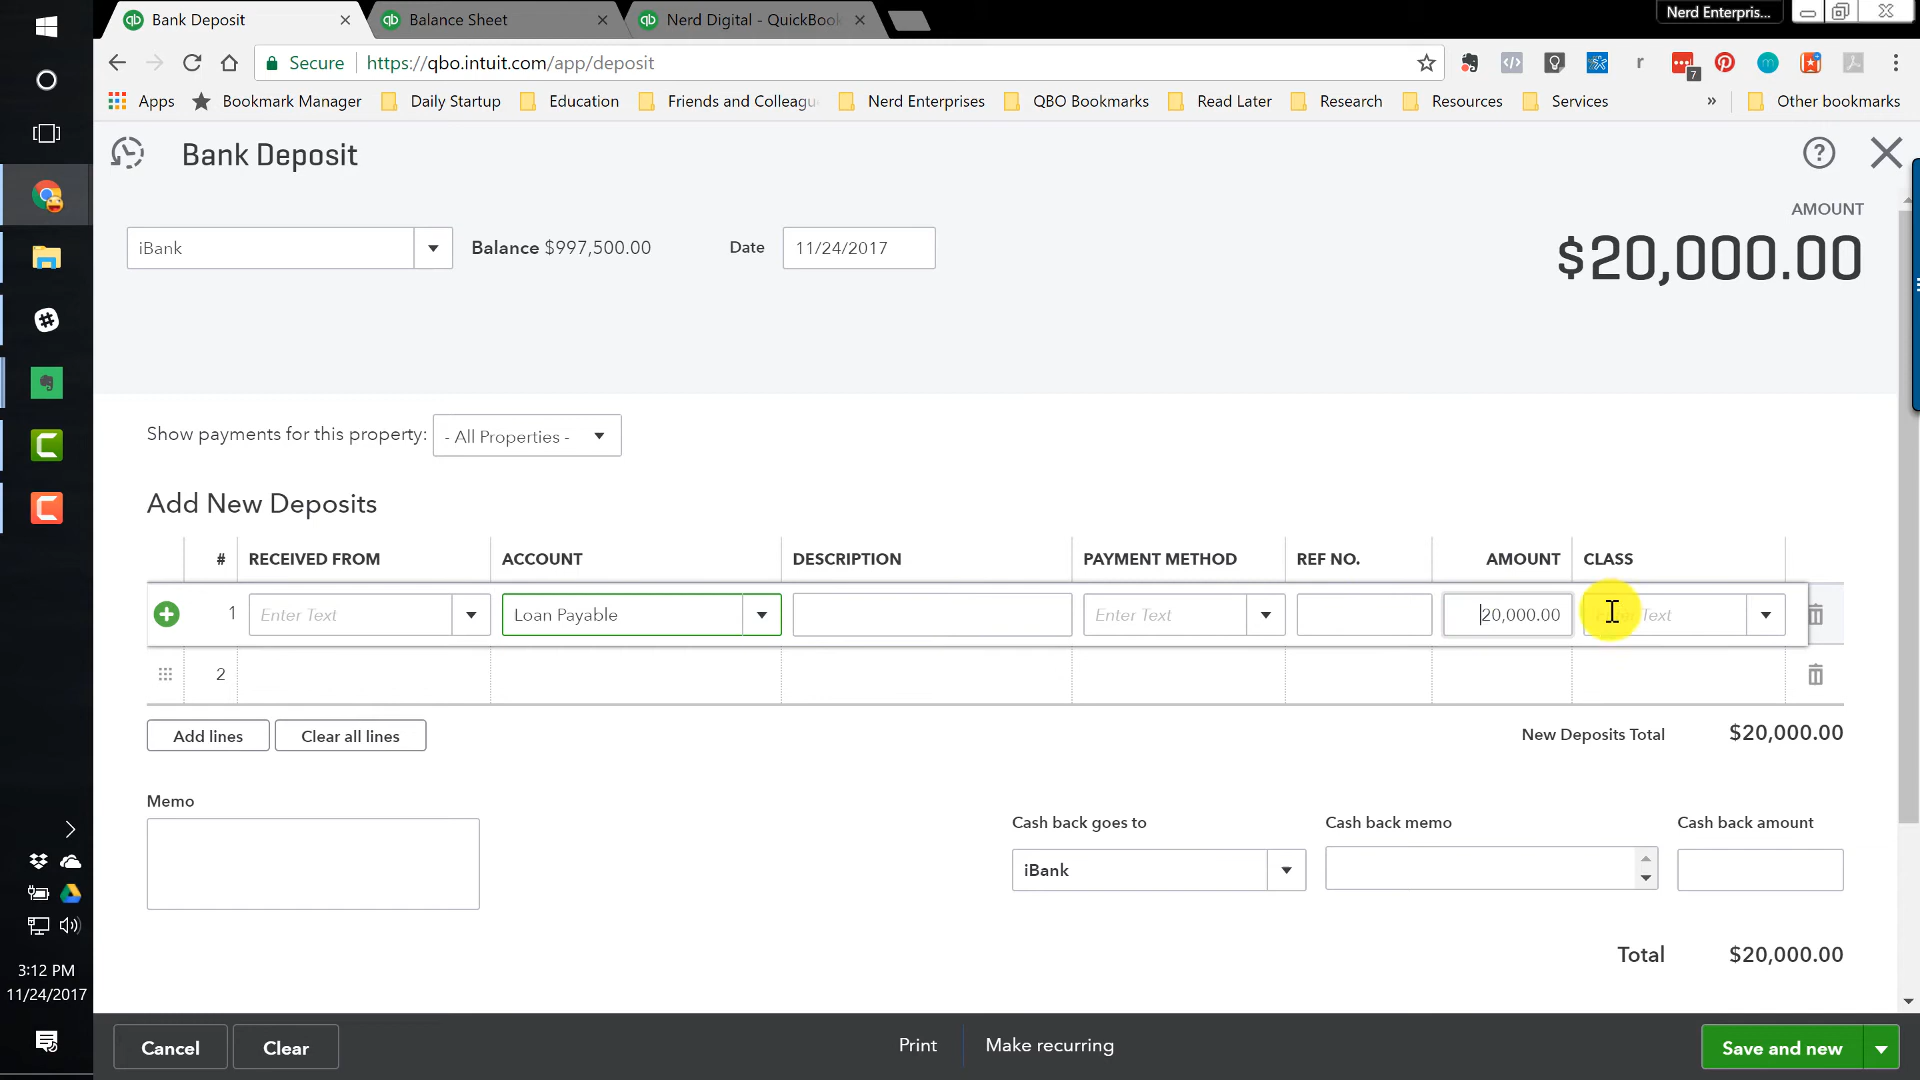 Bank Deposit
Balance Sheet
Nerd Digital - QuickBook
Nerd Enterpris...
Secure
https://qbo.intuit.com/app/deposit
7
Apps
Bookmark Manager
Daily Startup
Education
Friends and Colleagu
Nerd Enterprises
QBO Bookmarks
Read Later
Research
Resources
Services
»
Other bookmarks
Bank Deposit
AMOUNT
iBank
Balance $997,500.00
Date
11/24/2017
$20,000.00
Show payments for this property:
- All Properties -
Add New Deposits
# RECEIVED FROM ACCOUNT DESCRIPTION PAYMENT METHOD REF NO. AMOUNT CLASS
1 Enter Text Loan Payable Enter Text 20,000.00 Text
2
Add lines
Clear all lines
New Deposits Total $20,000.00
Memo
Cash back goes to
Cash back memo
Cash back amount
iBank
Total $20,000.00
3:12 PM
11/24/2017
Cancel
Clear
Print
Make recurring
Save and new